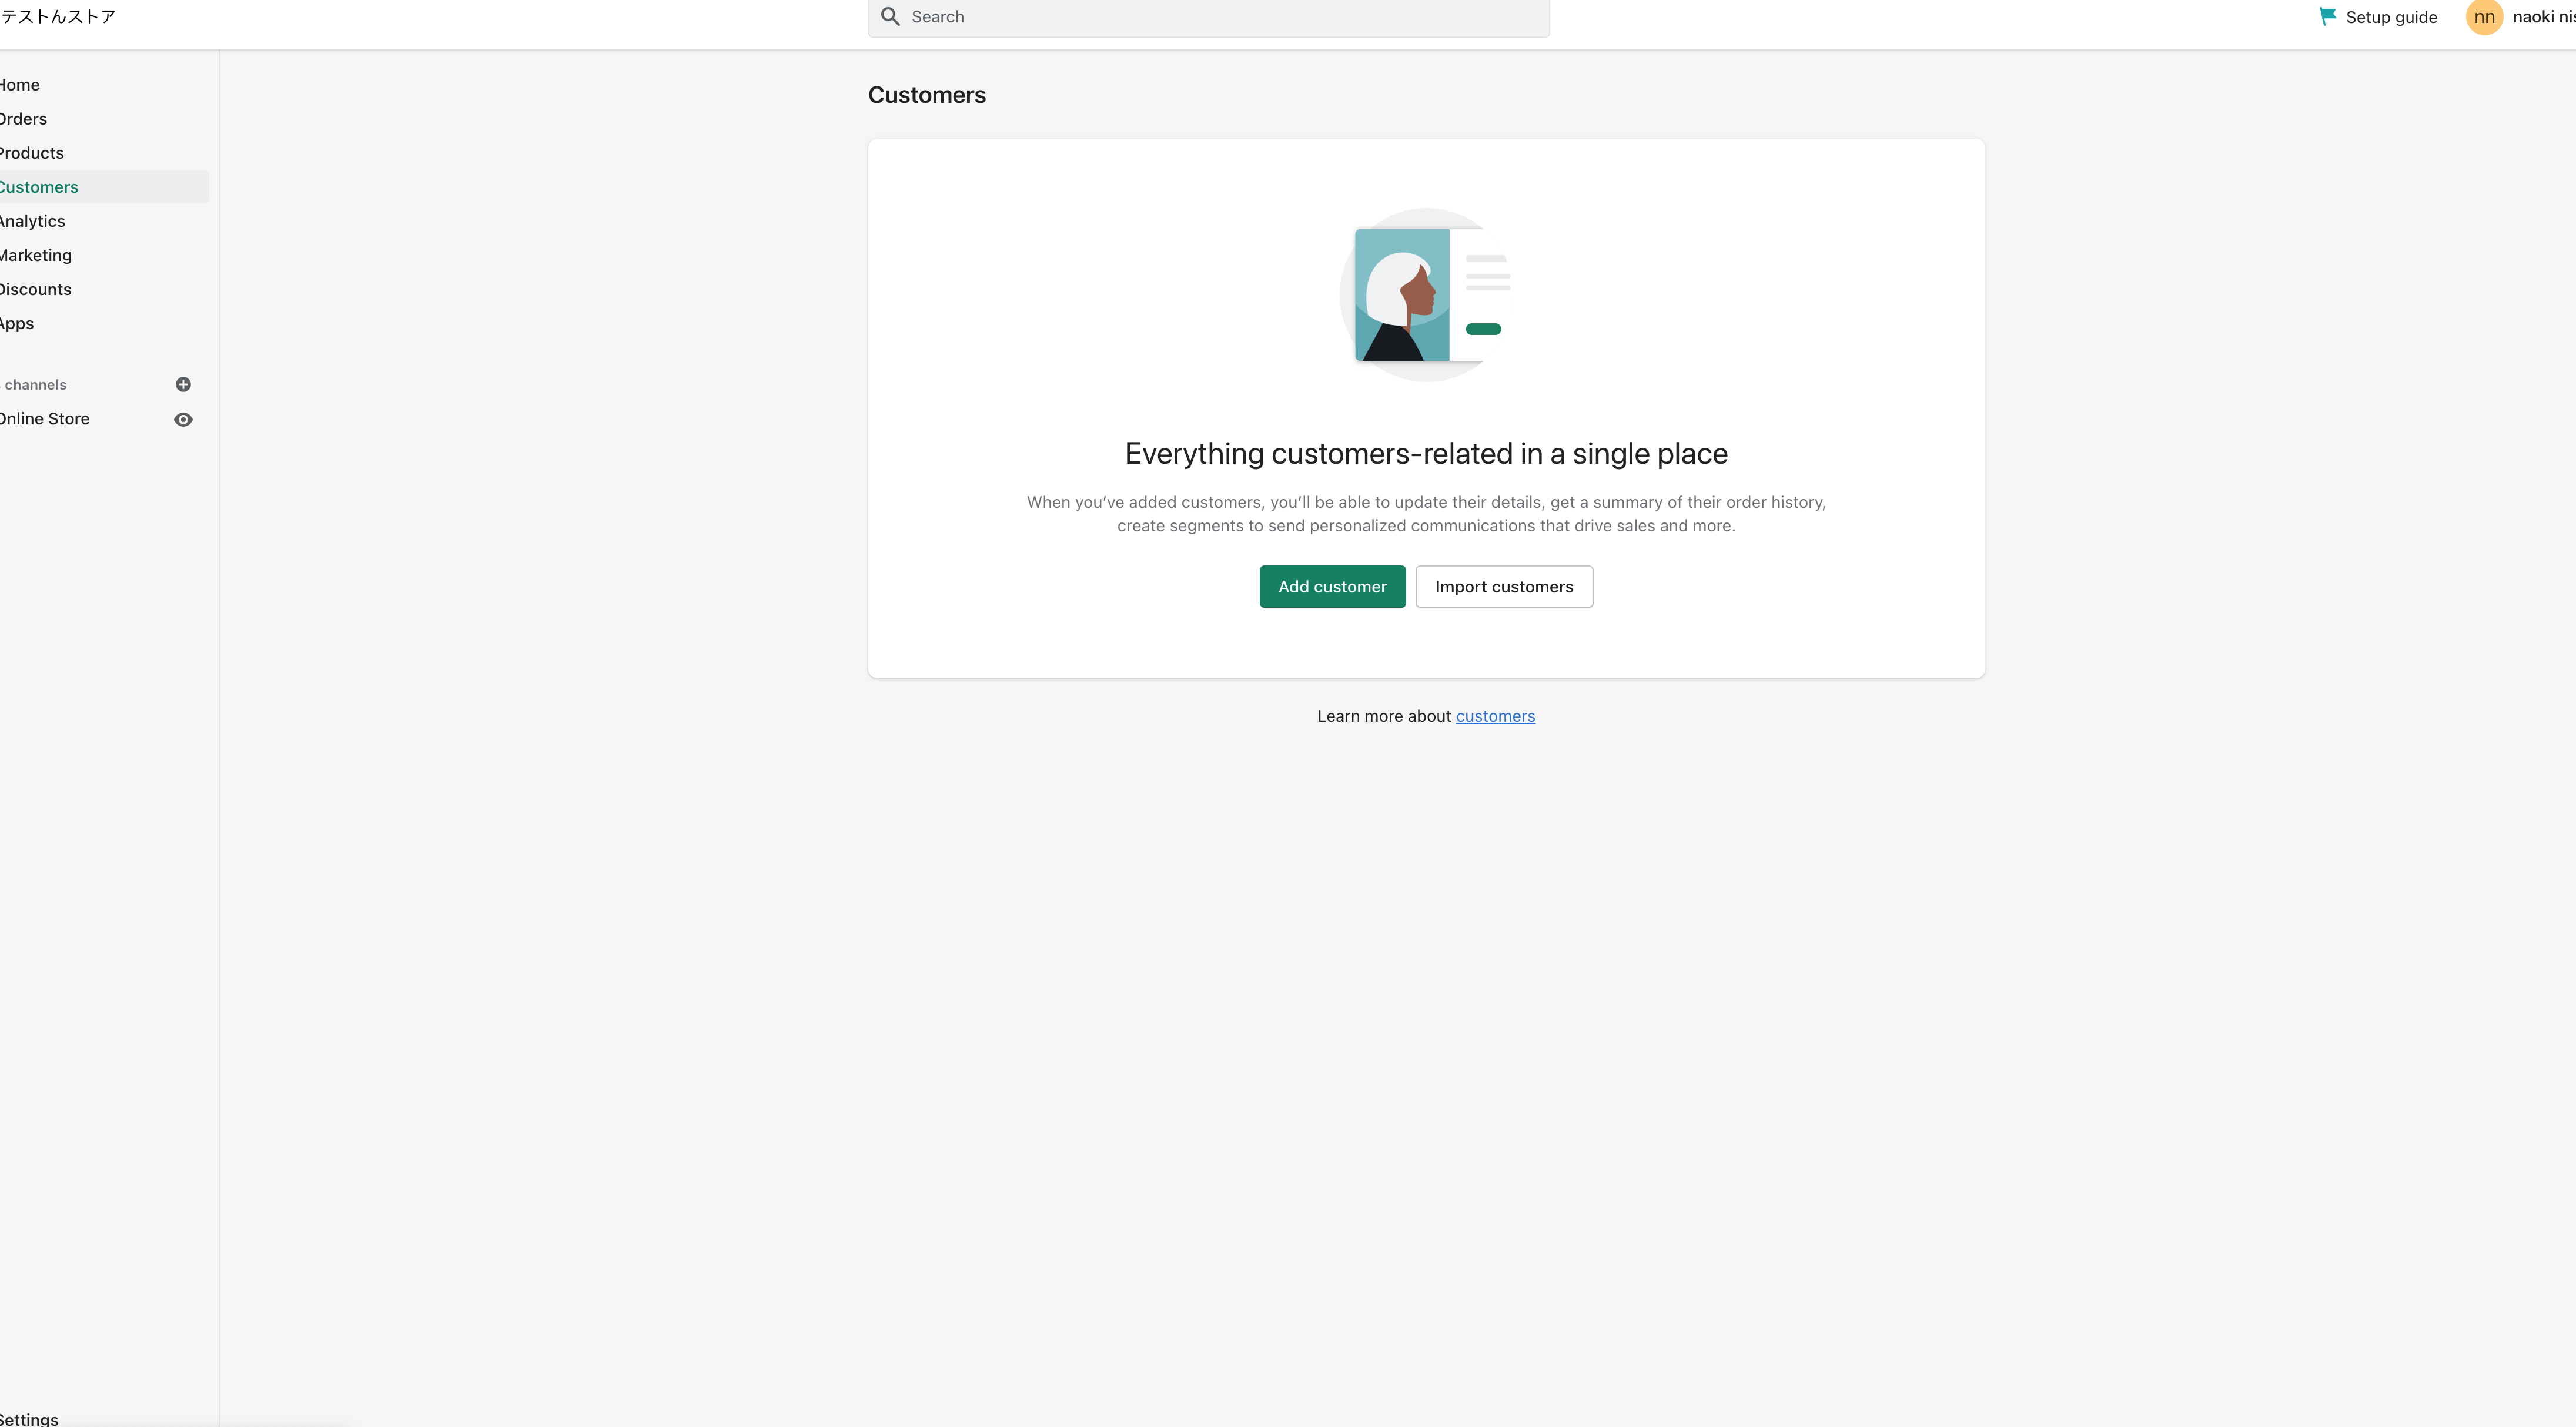 テストんストア
Search
Setup guide
nn
naoki nis
Home
Orders
Products
Customers
Analytics
Marketing
Discounts
Apps
channels
Online Store
Settings
Customers
Everything customers-related in a single place
When you've added customers, you'll be able to update their details, get a summary of their order history,
create segments to send personalized communications that drive sales and more.
Add customer
Import customers
Learn more about customers